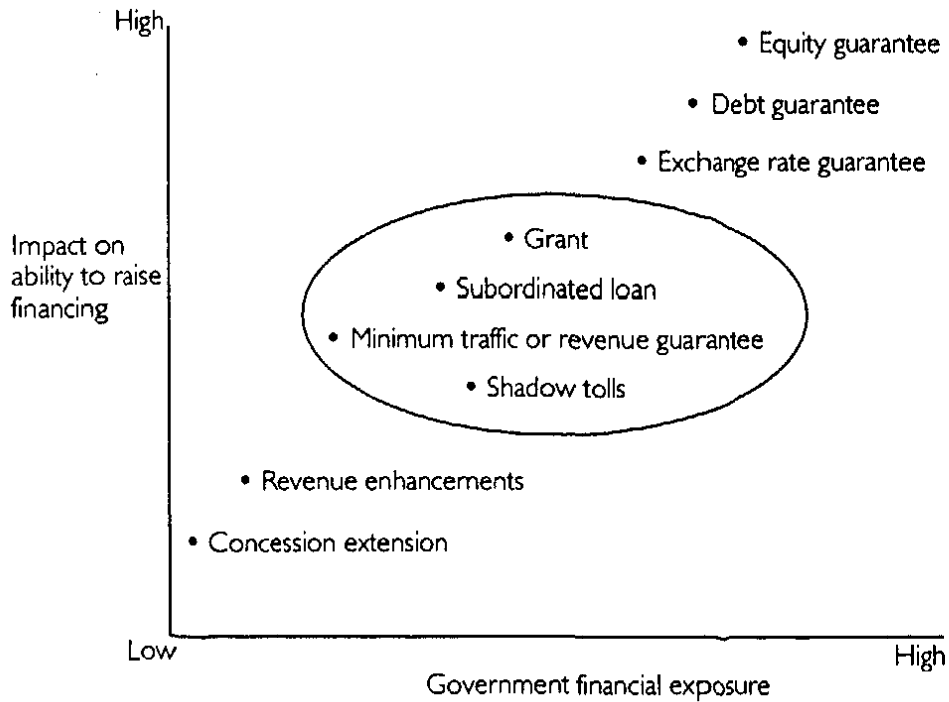 High
Equity guarantee
Debt guarantee
Exchange rate guarantee
Impact on
ability to raise
financing
Grant
Subordinated loan
Minimum traffic or revenue guarantee
Shadow tolls
Revenue enhancements
Concession extension
Low
High
Government financial exposure